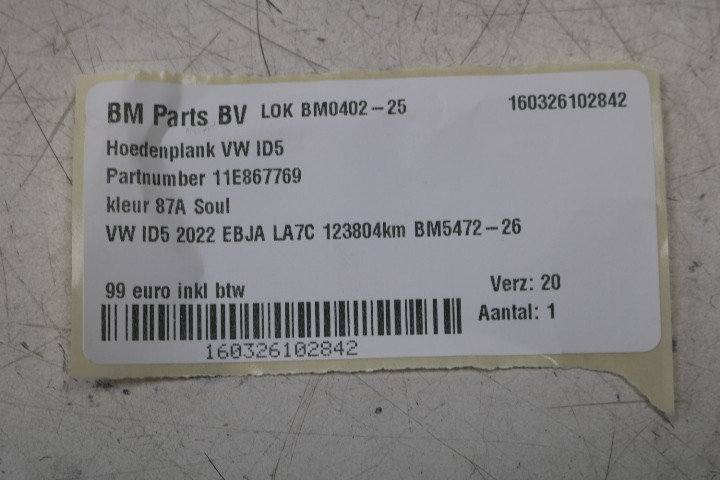 BM Parts BV LOK BM0402-25 160326102842
Hoedenplank VW ID5
Partnumber 11E867769
kleur 87A Soul
VW ID5 2022 EBJA LA7C 123804km BM5472-26
99 euro inkl btw Verz: 20
Aantal: 1
160326102842